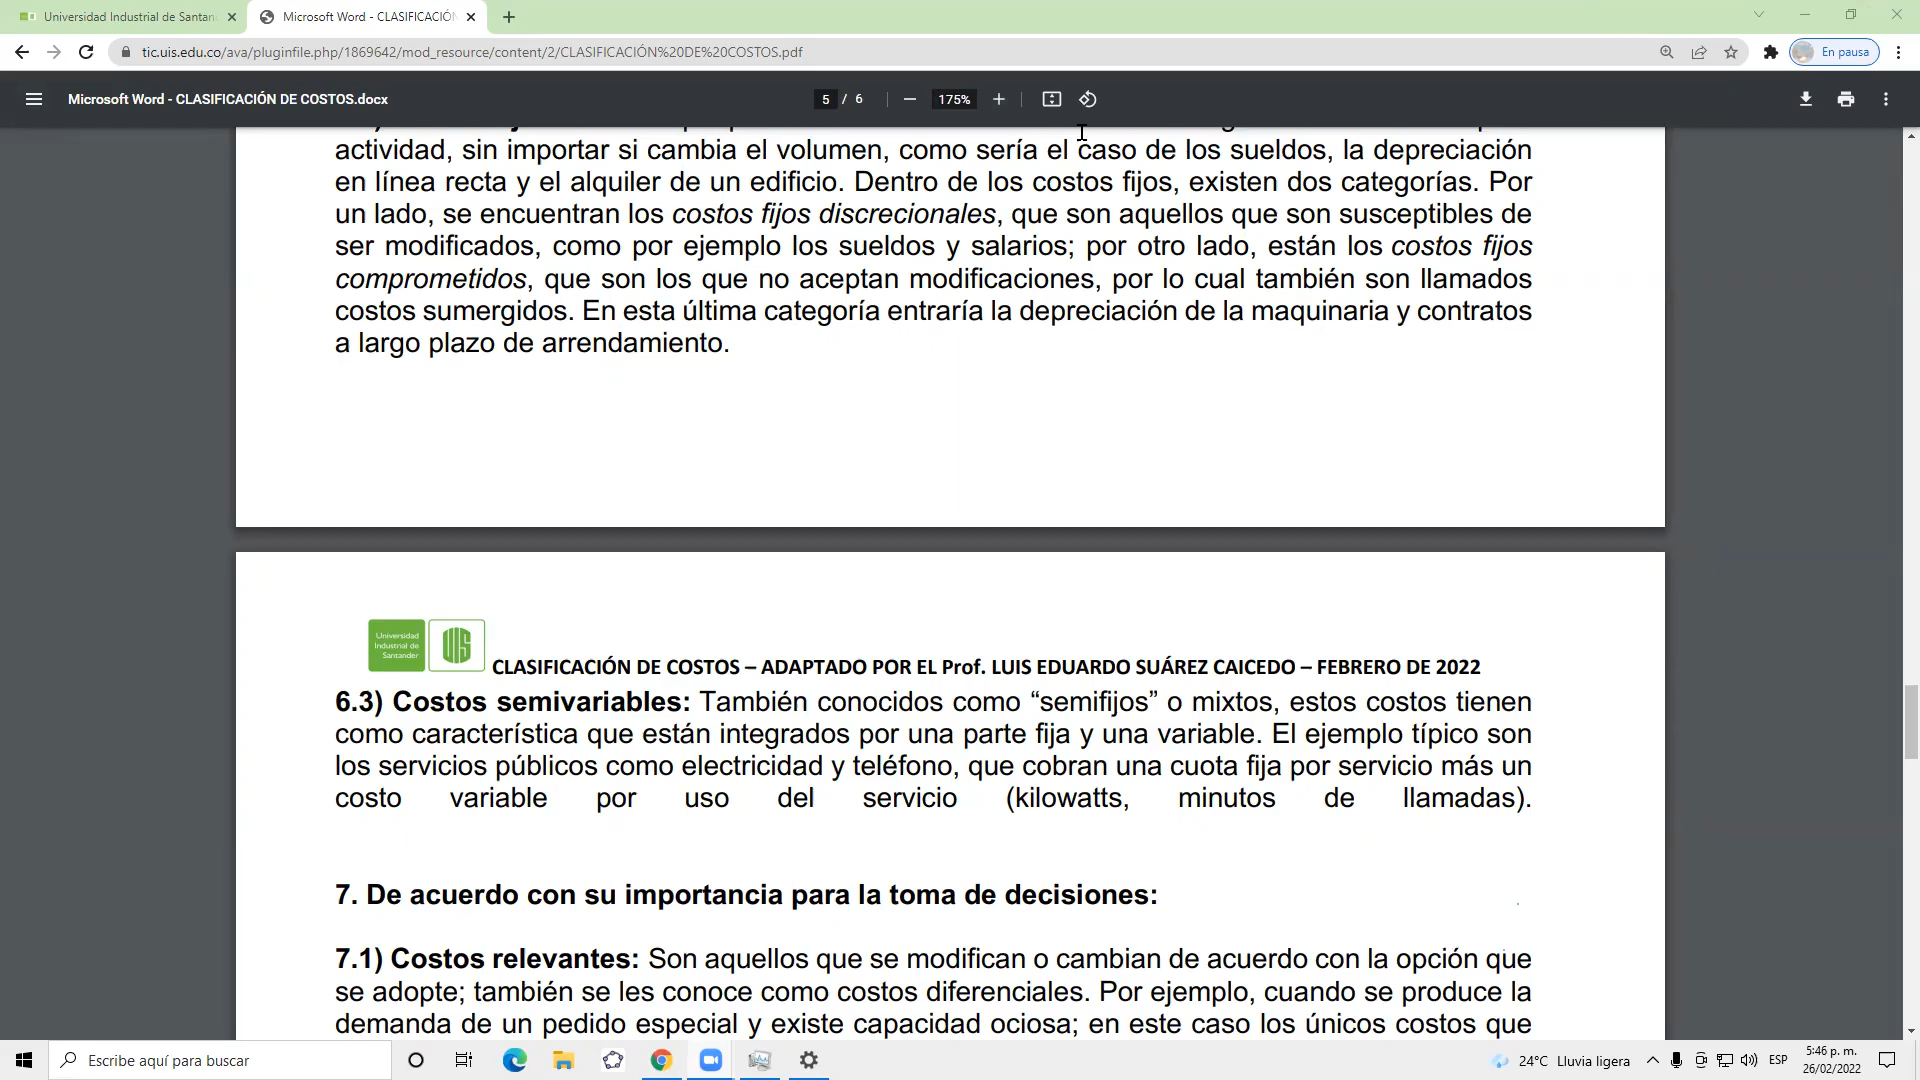 Universidad Industrial de Santan
Microsoft Word - CLASIFICACIÓN
tic.uis.edu.co/ava/pluginfile.php/1869642/mod_resource/content/2/CLASIFICACIÓN%20DE%20COSTOS.pdf
En pausa
Microsoft Word - CLASIFICACIÓN DE COSTOS.docx
5 / 6
175%
actividad, sin importar si cambia el volumen, como sería el caso de los sueldos, la depreciación
en línea recta y el alquiler de un edificio. Dentro de los costos fijos, existen dos categorías. Por
un lado, se encuentran los costos fijos discrecionales, que son aquellos que son susceptibles de
ser modificados, como por ejemplo los sueldos y salarios; por otro lado, están los costos fijos
comprometidos, que son los que no aceptan modificaciones, por lo cual también son llamados
costos sumergidos. En esta última categoría entraría la depreciación de la maquinaria y contratos
a largo plazo de arrendamiento.
Universidad
Industrial de
Santander
UIS
CLASIFICACIÓN DE COSTOS – ADAPTADO POR EL Prof. LUIS EDUARDO SUÁREZ CAICEDO – FEBRERO DE 2022
6.3) Costos semivariables: También conocidos como “semifijos” o mixtos, estos costos tienen
como característica que están integrados por una parte fija y una variable. El ejemplo típico son
los servicios públicos como electricidad y teléfono, que cobran una cuota fija por servicio más un
costo variable por uso del servicio (kilowatts, minutos de llamadas).
7. De acuerdo con su importancia para la toma de decisiones:
7.1) Costos relevantes: Son aquellos que se modifican o cambian de acuerdo con la opción que
se adopte; también se les conoce como costos diferenciales. Por ejemplo, cuando se produce la
demanda de un pedido especial y existe capacidad ociosa; en este caso los únicos costos que
Escribe aquí para buscar
24°C Lluvia ligera
ESP
5:46 p. m.
26/02/2022